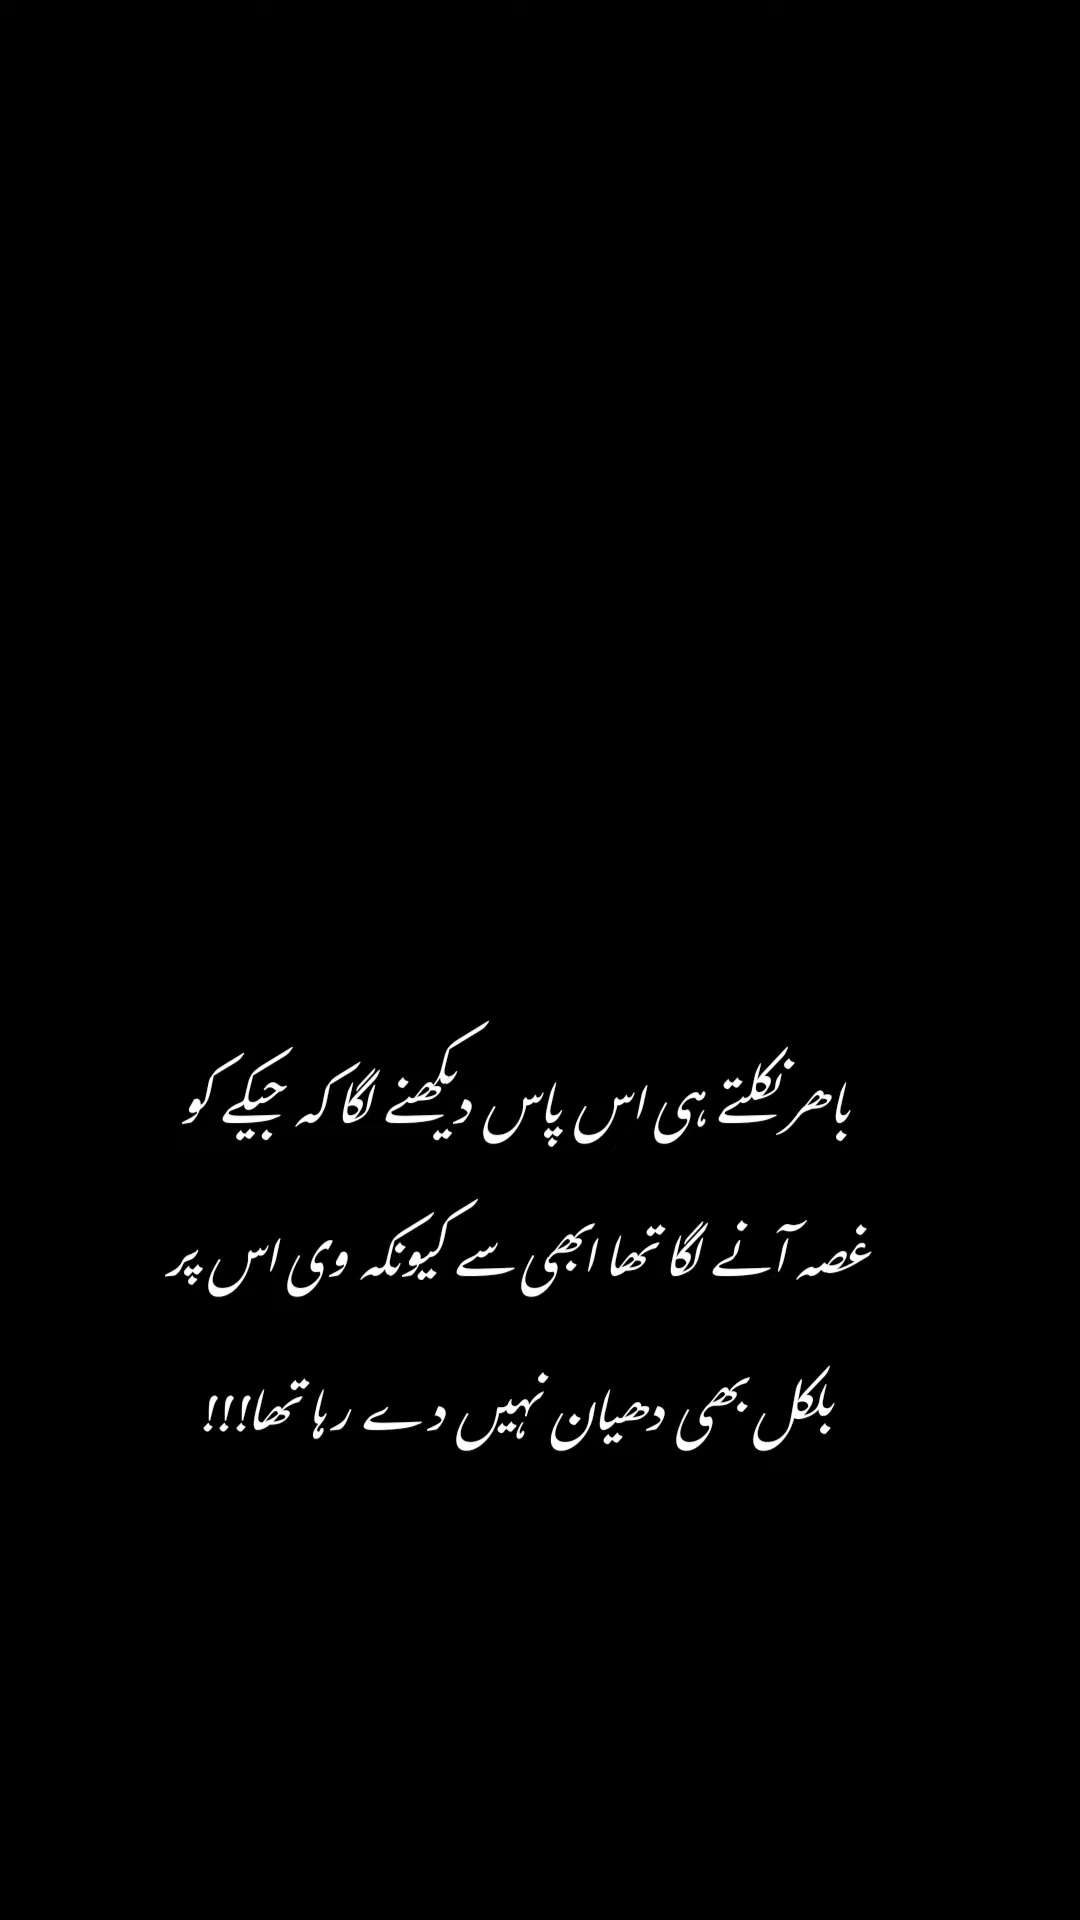 باھر نکلتے ہی اس پاس دیکھنے لگا کہ جیکے کو
غصہ آنے لگا تھا ابھی سے کیونکہ وی اس پر
بلکل بھی دھیان نہیں دے رہا تھا!!!